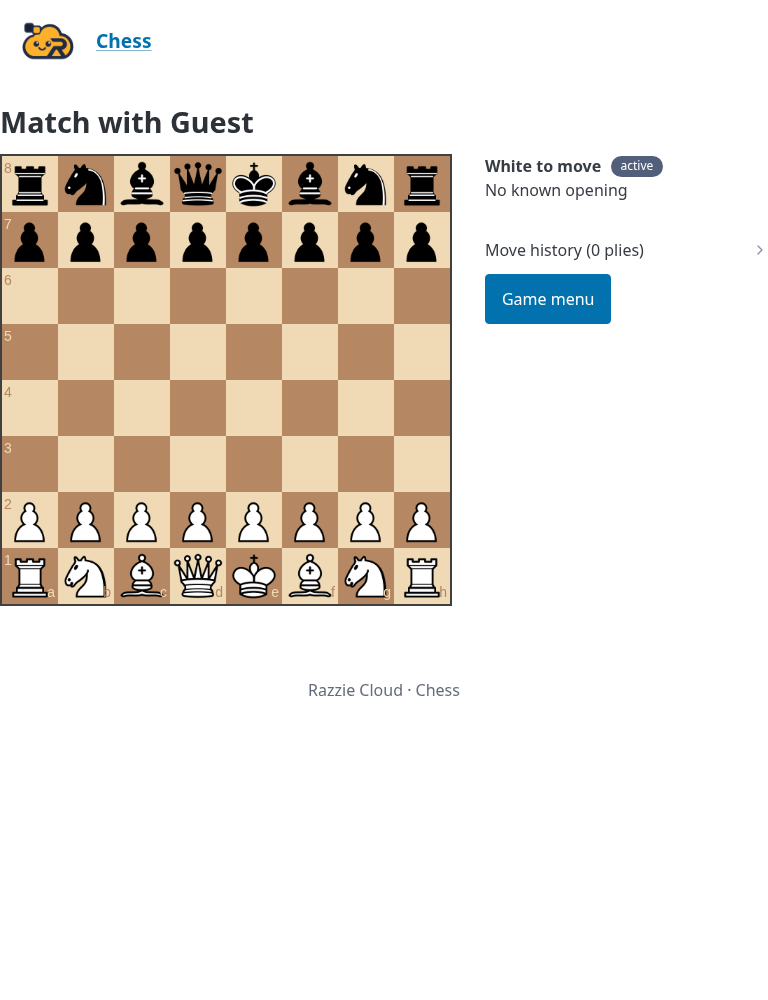 Chess
Match with Guest
8
7
6
5
4
3
2
1
a b c d e f g h
White to move active
No known opening
Move history (0 plies)
Game menu
Razzie Cloud · Chess